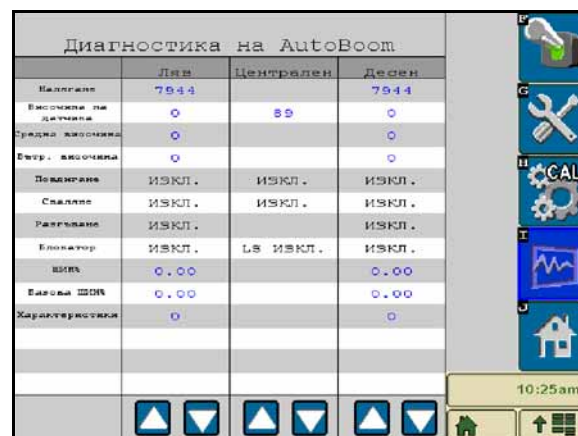 Диагностика на AutoBoom
F
Ляв Централен Десен
Налягане 7944 7944
G
Височина на датчика 0 89 0
Средна височина 0 0
Вътр. височина 0 0
H
CAL
Повдигане ИЗКЛ. ИЗКЛ. ИЗКЛ.
Спадане ИЗКЛ. ИЗКЛ. ИЗКЛ.
Разгъване ИЗКЛ. ИЗКЛ.
I
Блокатор ИЗКЛ. LS ИЗКЛ. ИЗКЛ.
ШИМ% 0.00 0.00
Базова ШИМ% 0.00 0.00
J
Характеристики 0 0
10:25am